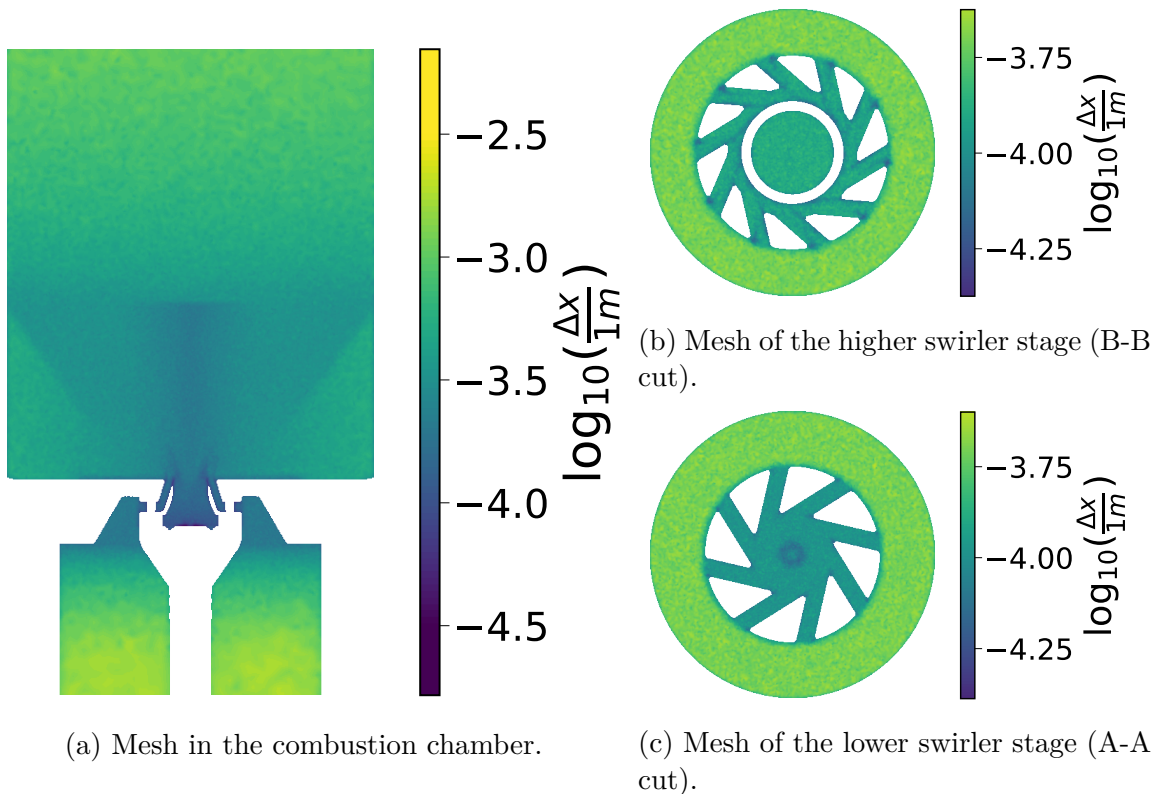 −2.5
−3.0
−3.5
−4.0
−4.5
log10(Δx/1m)
(a) Mesh in the combustion chamber.
−3.75
−4.00
−4.25
log10(Δx/1m)
(b) Mesh of the higher swirler stage (B-B
cut).
−3.75
−4.00
−4.25
log10(Δx/1m)
(c) Mesh of the lower swirler stage (A-A
cut).